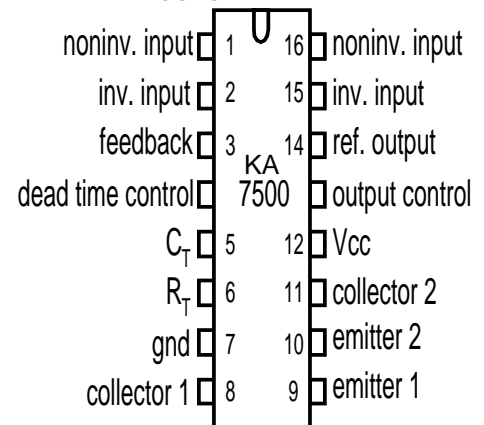 noninv. input 1 16 noninv. input
inv. input 2 15 inv. input
feedback 3 14 ref. output
KA
dead time control 7500 output control
C_T 5 12 Vcc
R_T 6 11 collector 2
gnd 7 10 emitter 2
collector 1 8 9 emitter 1